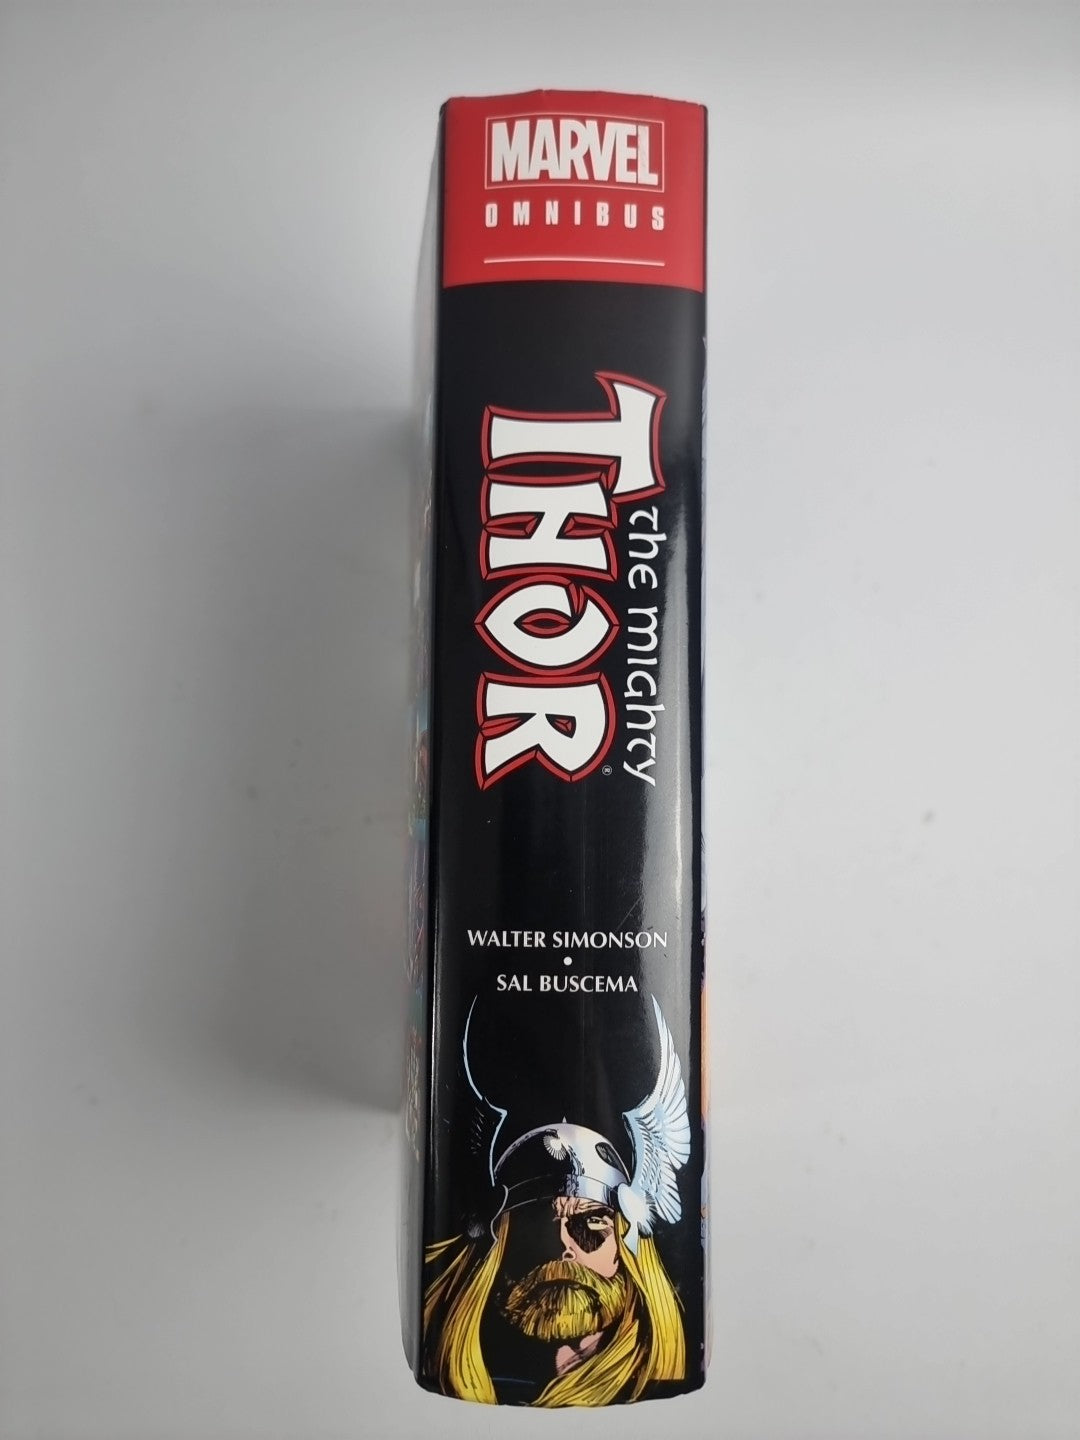 MARVEL
OMNIBUS
The Mighty
THOR®
WALTER SIMONSON
•
SAL BUSCEMA